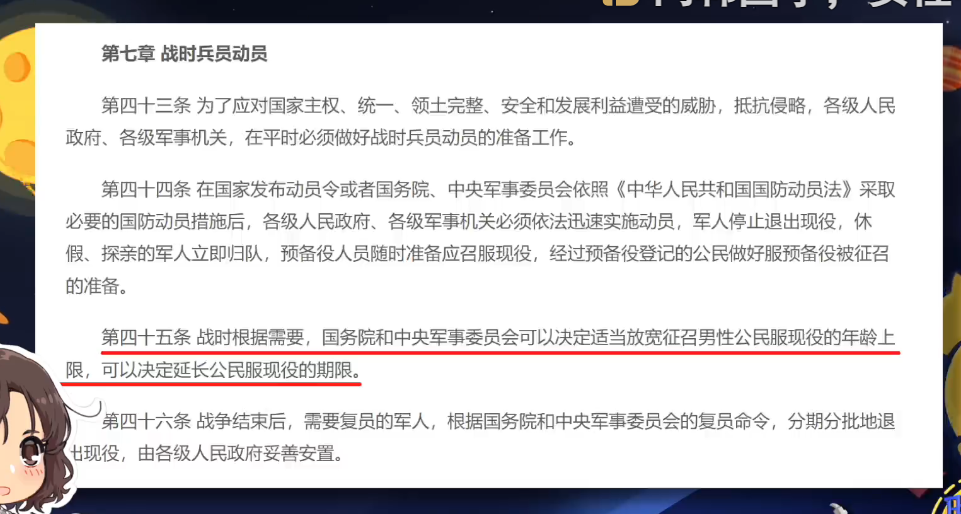 第七章 战时兵员动员
第四十三条 为了应对国家主权、统一、领土完整、安全和发展利益遭受的威胁，抵抗侵略，各级人民
政府、各级军事机关，在平时必须做好战时兵员动员的准备工作。
第四十四条 在国家发布动员令或者国务院、中央军事委员会依照《中华人民共和国国防动员法》采取
必要的国防动员措施后，各级人民政府、各级军事机关必须依法迅速实施动员，军人停止退出现役，休
假、探亲的军人立即归队，预备役人员随时准备应召服现役，经过预备役登记的公民做好服预备役被征召
的准备。
第四十五条 战时根据需要，国务院和中央军事委员会可以决定适当放宽征召男性公民服现役的年龄上
限，可以决定延长公民服现役的期限。
第四十六条 战争结束后，需要复员的军人，根据国务院和中央军事委员会的复员命令，分期分批地退
出现役，由各级人民政府妥善安置。